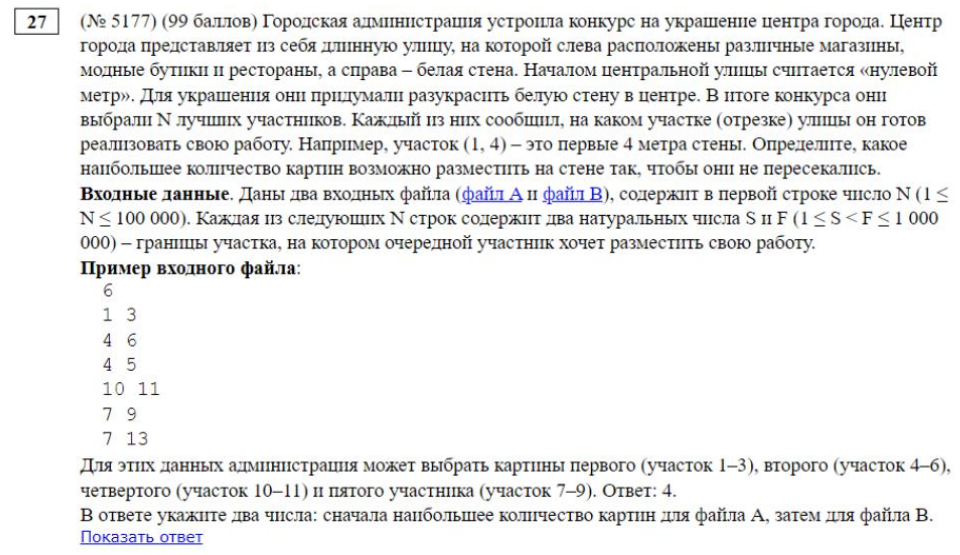 27 (№ 5177) (99 баллов) Городская администрация устроила конкурс на украшение центра города. Центр
города представляет из себя длинную улицу, на которой слева расположены различные магазины,
модные бутики и рестораны, а справа – белая стена. Началом центральной улицы считается «нулевой
метр». Для украшения они придумали разукрасить белую стену в центре. В итоге конкурса они
выбрали N лучших участников. Каждый из них сообщил, на каком участке (отрезке) улицы он готов
реализовать свою работу. Например, участок (1, 4) – это первые 4 метра стены. Определите, какое
наибольшее количество картин возможно разместить на стене так, чтобы они не пересекались.
Входные данные. Даны два входных файла (файл A и файл B), содержит в первой строке число N (1 ≤
N ≤ 100 000). Каждая из следующих N строк содержит два натуральных числа S и F (1 ≤ S < F ≤ 1 000
000) – границы участка, на котором очередной участник хочет разместить свою работу.
Пример входного файла:
6
1 3
4 6
4 5
10 11
7 9
7 13
Для этих данных администрация может выбрать картины первого (участок 1–3), второго (участок 4–6),
четвертого (участок 10–11) и пятого участника (участок 7–9). Ответ: 4.
В ответе укажите два числа: сначала наибольшее количество картин для файла А, затем для файла B.
Показать ответ